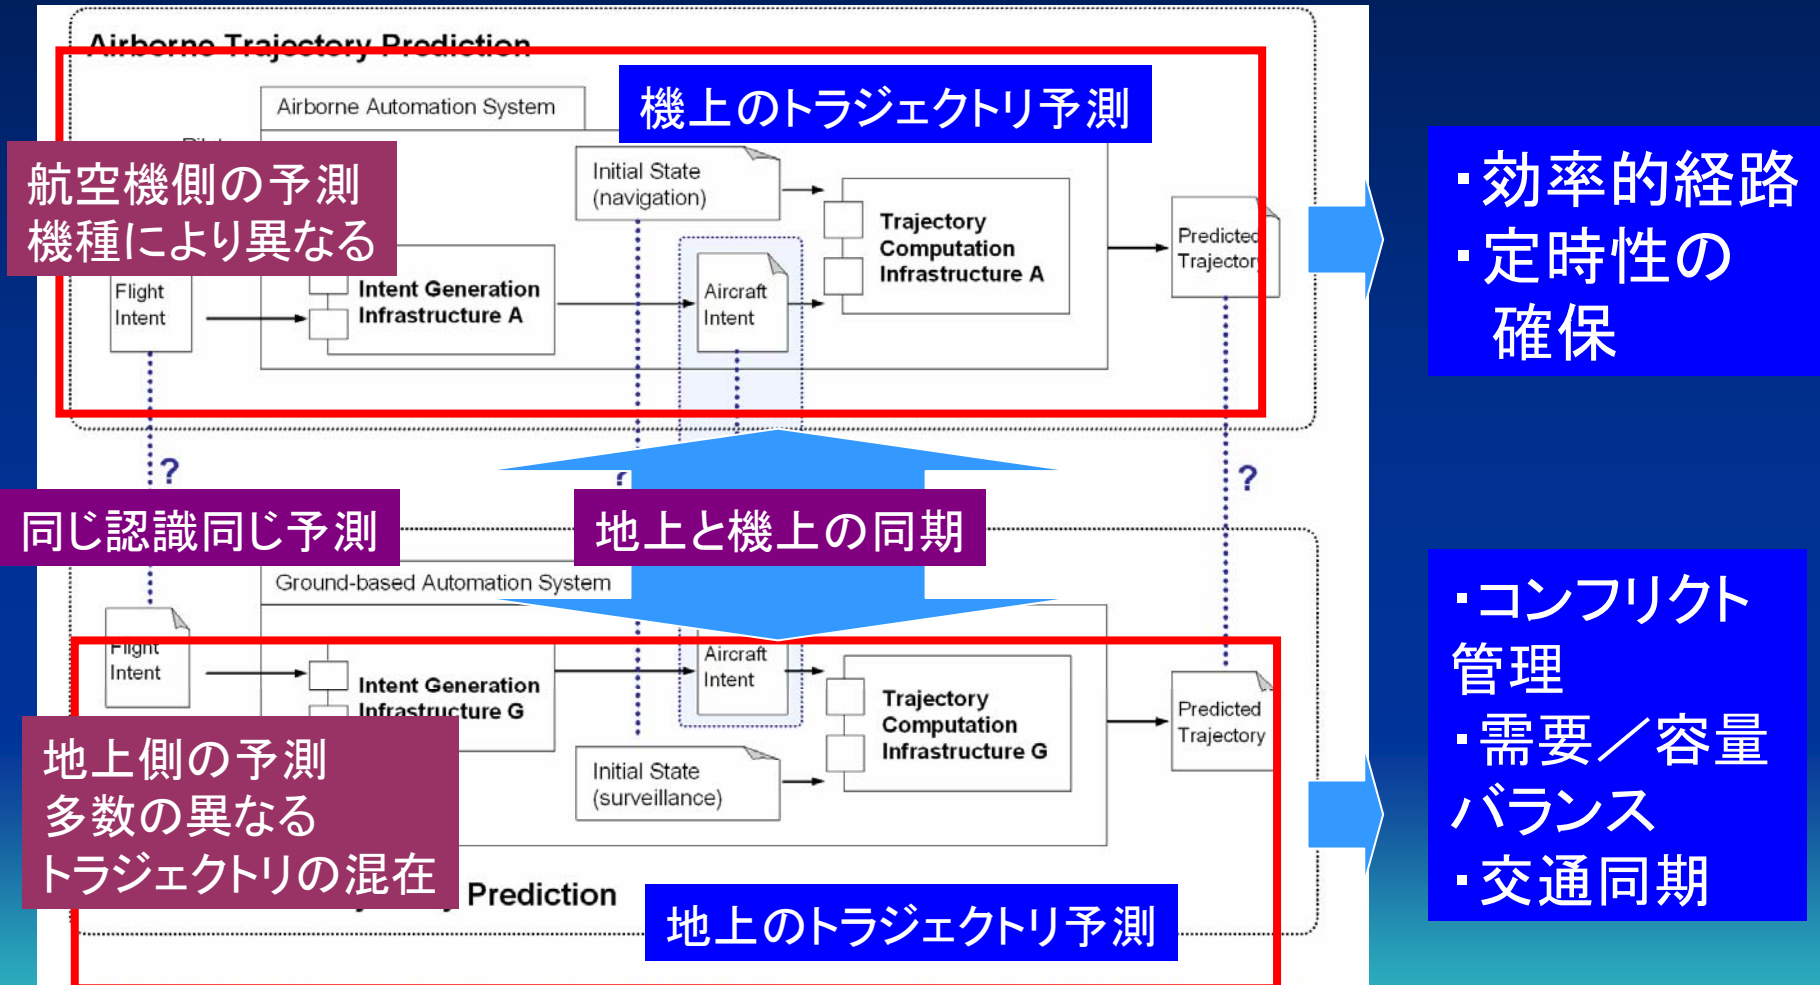 Airborne Trajectory Prediction
Airborne Automation System
機上のトラジェクトリ予測
航空機側の予測
機種により異なる
Initial State
(navigation)
Trajectory
Computation
Infrastructure A
Predicted
Trajectory
Flight
Intent
Intent Generation
Infrastructure A
Aircraft
Intent
・効率的経路
・定時性の
確保
?
?
同じ認識同じ予測
地上と機上の同期
Ground-based Automation System
Flight
Intent
Intent Generation
Infrastructure G
Aircraft
Intent
Trajectory
Computation
Infrastructure G
Predicted
Trajectory
Initial State
(surveillance)
地上側の予測
多数の異なる
トラジェクトリの混在
Prediction
地上のトラジェクトリ予測
・コンフリクト
管理
・需要／容量
バランス
・交通同期